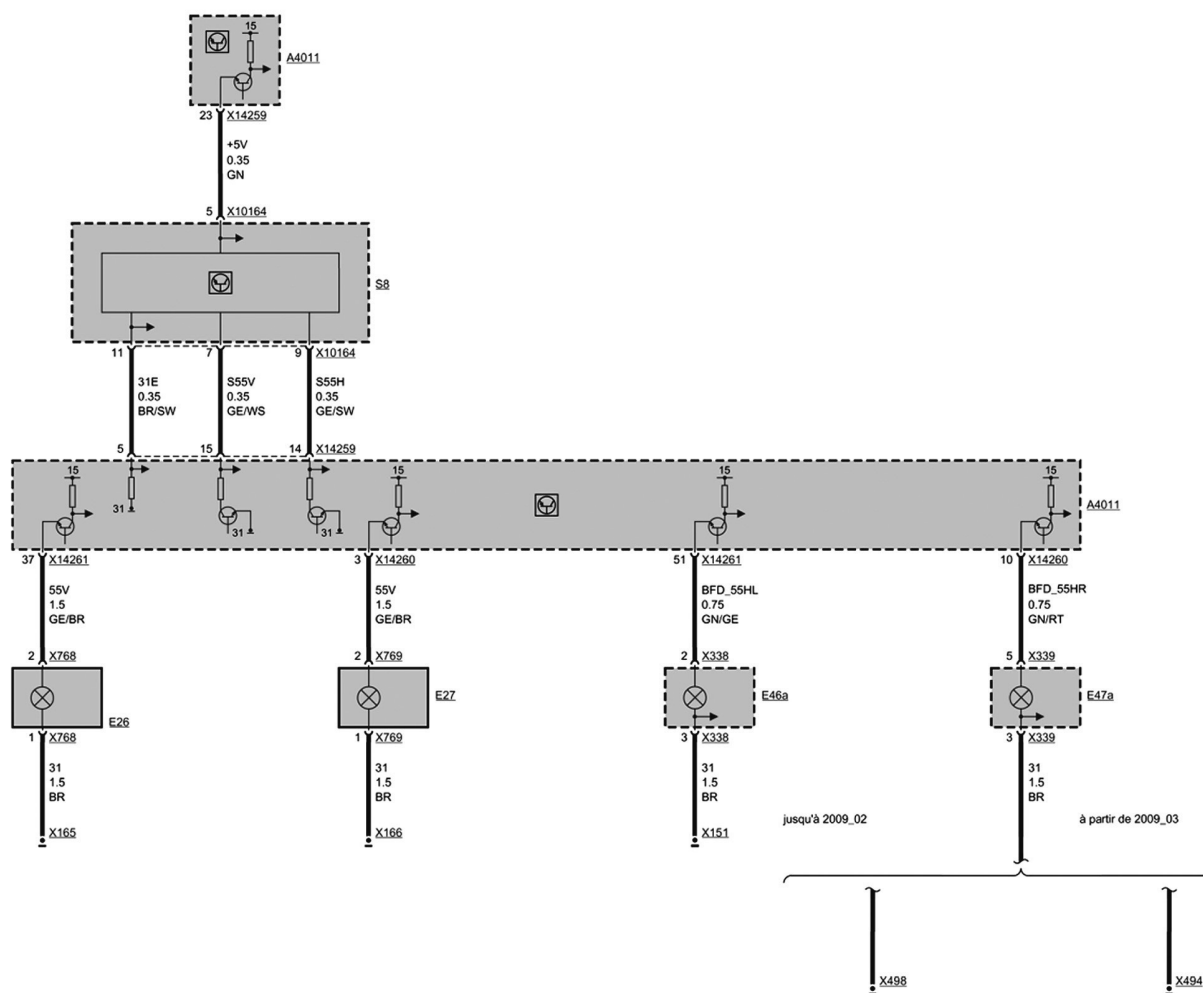 15
A4011
23 X14259
+5V
0.35
GN
5 X10164
S8
11 7 9 X10164
31E S55V S55H
0.35 0.35 0.35
BR/SW GE/WS GE/SW
5 15 14 X14259
15 15 15 15
31 31 31
A4011
37 X14261 3 X14260 51 X14261 10 X14260
55V 55V BFD_55HL BFD_55HR
1.5 1.5 0.75 0.75
GE/BR GE/BR GN/GE GN/RT
2 X768 2 X769 2 X338 5 X339
E26 E27 E46a E47a
1 X768 1 X769 3 X338 3 X339
31 31 31 31
1.5 1.5 1.5 1.5
BR BR BR BR
X165 X166 X151
jusqu'à 2009_02 à partir de 2009_03
X498 X494